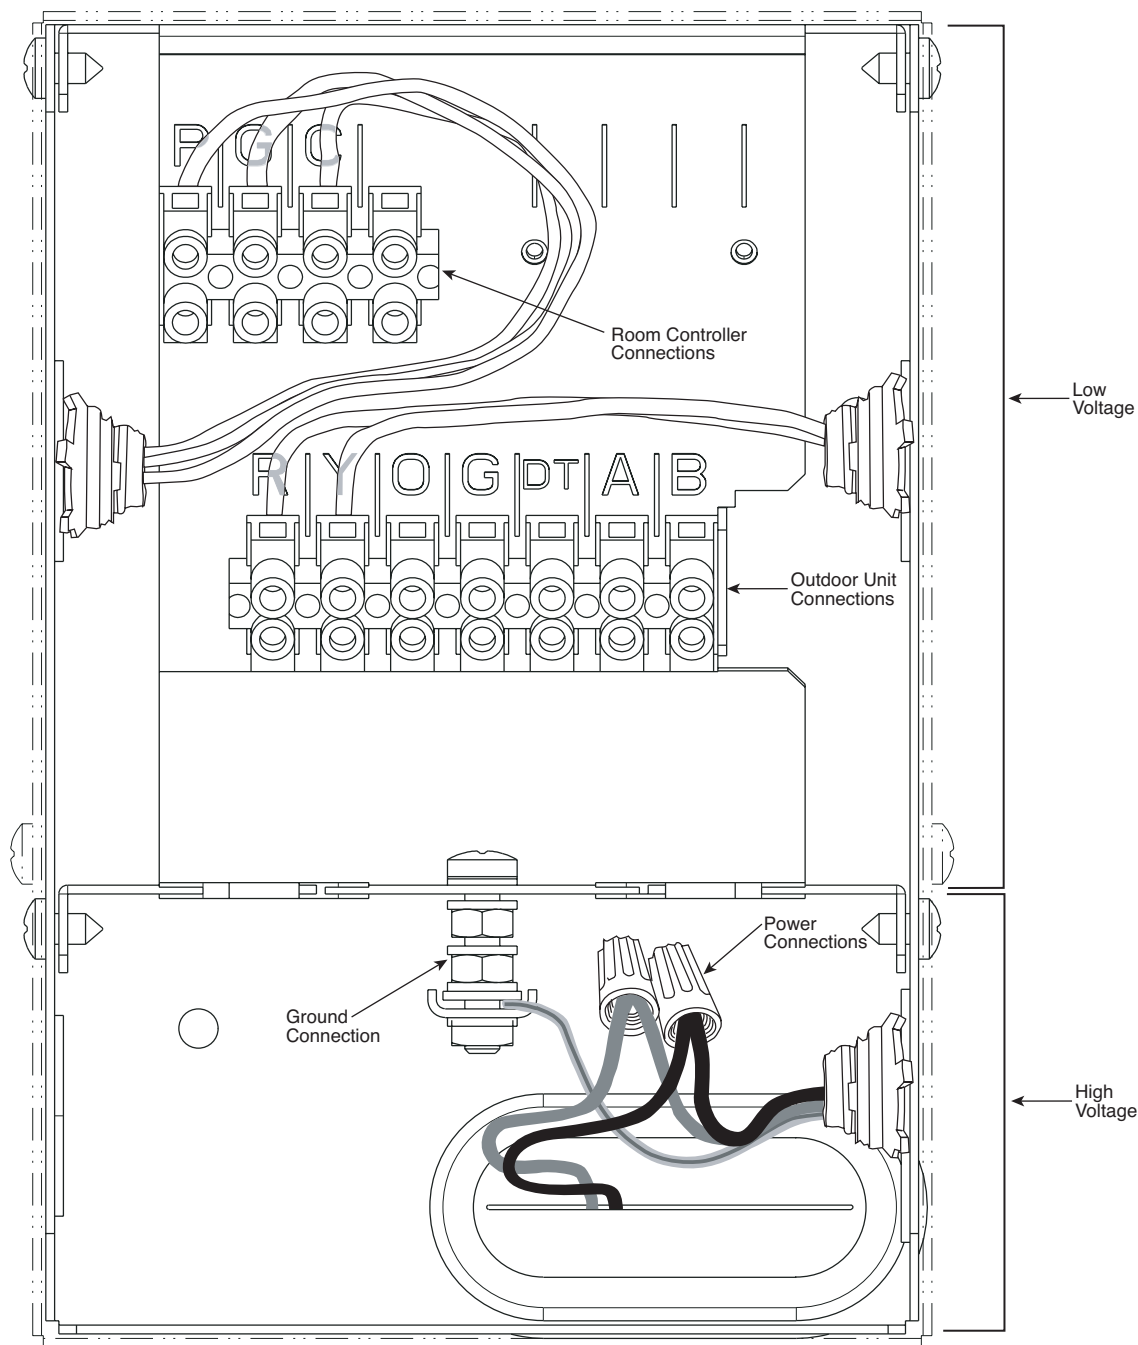 R G C
Room Controller
Connections
Low
Voltage
R Y O G DT A B
Outdoor Unit
Connections
Power
Connections
Ground
Connection
High
Voltage